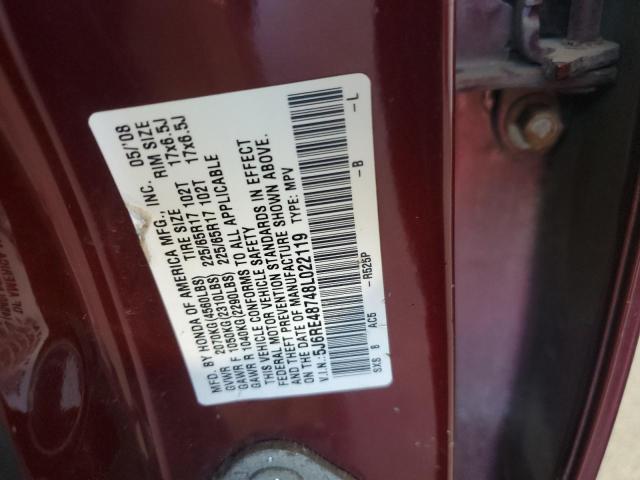 MFD. BY HONDA OF AMERICA MFG., INC. 05/'08
TIRE SIZE RIM SIZE
GVWR 2070KG(4560LBS)
GAWR F 1050KG(2310LBS) 225/65R17 102T 17x6.5J
GAWR R 1040KG(2290LBS) 225/65R17 102T 17x6.5J
THIS VEHICLE CONFORMS TO ALL APPLICABLE
FEDERAL MOTOR VEHICLE SAFETY STANDARDS IN EFFECT
AND THEFT PREVENTION STANDARDS IN EFFECT
ON THE DATE OF MANUFACTURE SHOWN ABOVE.
V.I.N.:5J6RE48748L022119 TYPE: MPV
SXS B AC5 -R525P -B -L